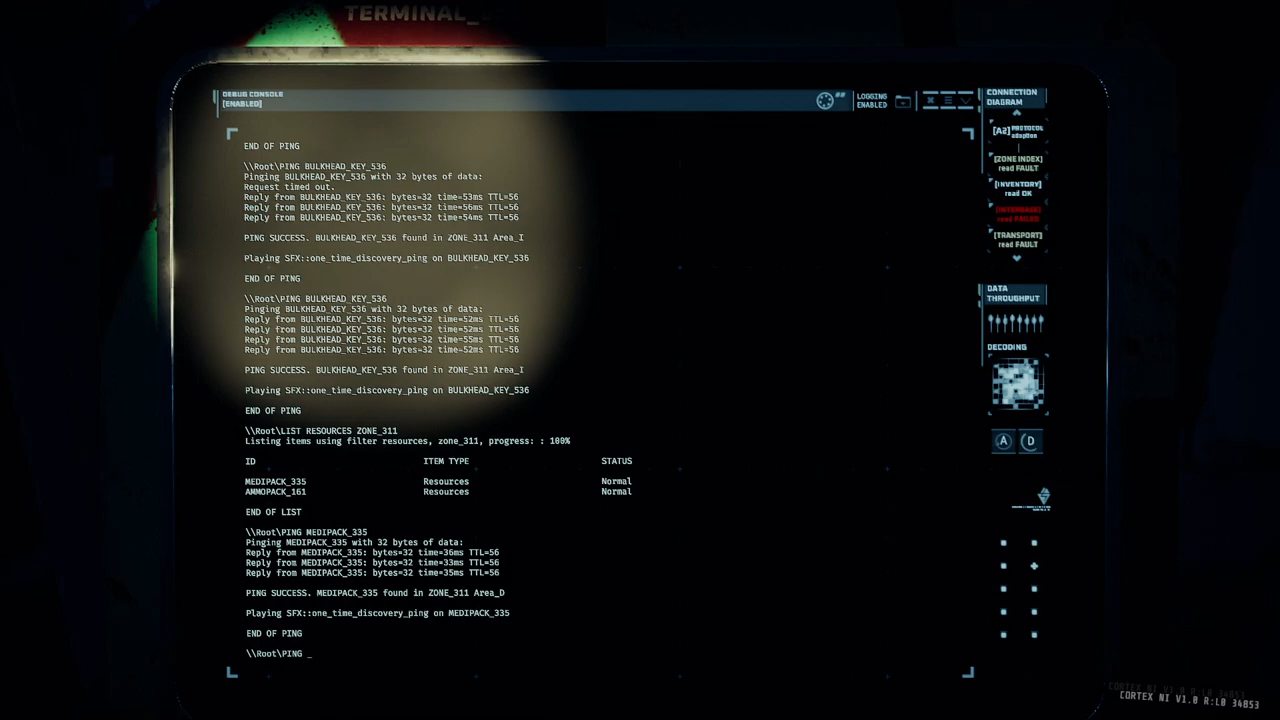 TERMINAL_
DEBUG CONSOLE
[ENABLED]
LOGGING
ENABLED
END OF PING
\\Root\PING BULKHEAD_KEY_536
Pinging BULKHEAD_KEY_536 with 32 bytes of data:
Request timed out.
Reply from BULKHEAD_KEY_536: bytes=32 time=53ms TTL=56
Reply from BULKHEAD_KEY_536: bytes=32 time=56ms TTL=56
Reply from BULKHEAD_KEY_536: bytes=32 time=54ms TTL=56
PING SUCCESS. BULKHEAD_KEY_536 found in ZONE_311 Area_I
Playing SFX::one_time_discovery_ping on BULKHEAD_KEY_536
END OF PING
\\Root\PING BULKHEAD_KEY_536
Pinging BULKHEAD_KEY_536 with 32 bytes of data:
Reply from BULKHEAD_KEY_536: bytes=32 time=52ms TTL=56
Reply from BULKHEAD_KEY_536: bytes=32 time=52ms TTL=56
Reply from BULKHEAD_KEY_536: bytes=32 time=55ms TTL=56
Reply from BULKHEAD_KEY_536: bytes=32 time=52ms TTL=56
PING SUCCESS. BULKHEAD_KEY_536 found in ZONE_311 Area_I
Playing SFX::one_time_discovery_ping on BULKHEAD_KEY_536
END OF PING
\\Root\LIST RESOURCES ZONE_311
Listing items using filter resources, zone_311, progress: : 100%
ID ITEM TYPE STATUS
MEDIPACK_335 Resources Normal
AMMOPACK_161 Resources Normal
END OF LIST
\\Root\PING MEDIPACK_335
Pinging MEDIPACK_335 with 32 bytes of data:
Reply from MEDIPACK_335: bytes=32 time=36ms TTL=56
Reply from MEDIPACK_335: bytes=32 time=33ms TTL=56
Reply from MEDIPACK_335: bytes=32 time=35ms TTL=56
PING SUCCESS. MEDIPACK_335 found in ZONE_311 Area_D
Playing SFX::one_time_discovery_ping on MEDIPACK_335
END OF PING
\\Root\PING _
CONNECTION
DIAGRAM
[A2] PROTOCOL
adaption
[ZONE INDEX]
read FAULT
[INVENTORY]
read OK
read FAILED
[TRANSPORT]
read FAULT
DATA
THROUGHPUT
DECODING
A D
CORTEX NI V1.0 R:L0 34853